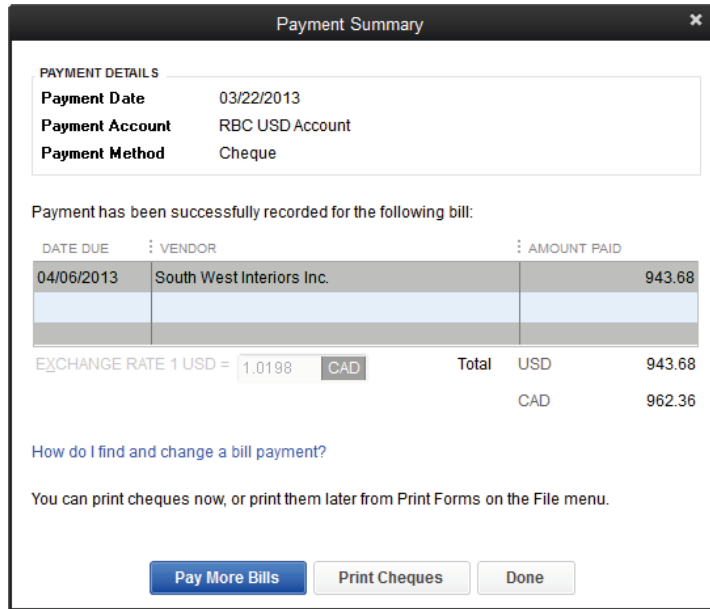 Payment Summary
PAYMENT DETAILS
Payment Date 03/22/2013
Payment Account RBC USD Account
Payment Method Cheque
Payment has been successfully recorded for the following bill:
DATE DUE VENDOR AMOUNT PAID
04/06/2013 South West Interiors Inc. 943.68
EXCHANGE RATE 1 USD = 1.0198 CAD Total USD 943.68
CAD 962.36
How do I find and change a bill payment?
You can print cheques now, or print them later from Print Forms on the File menu.
Pay More Bills Print Cheques Done